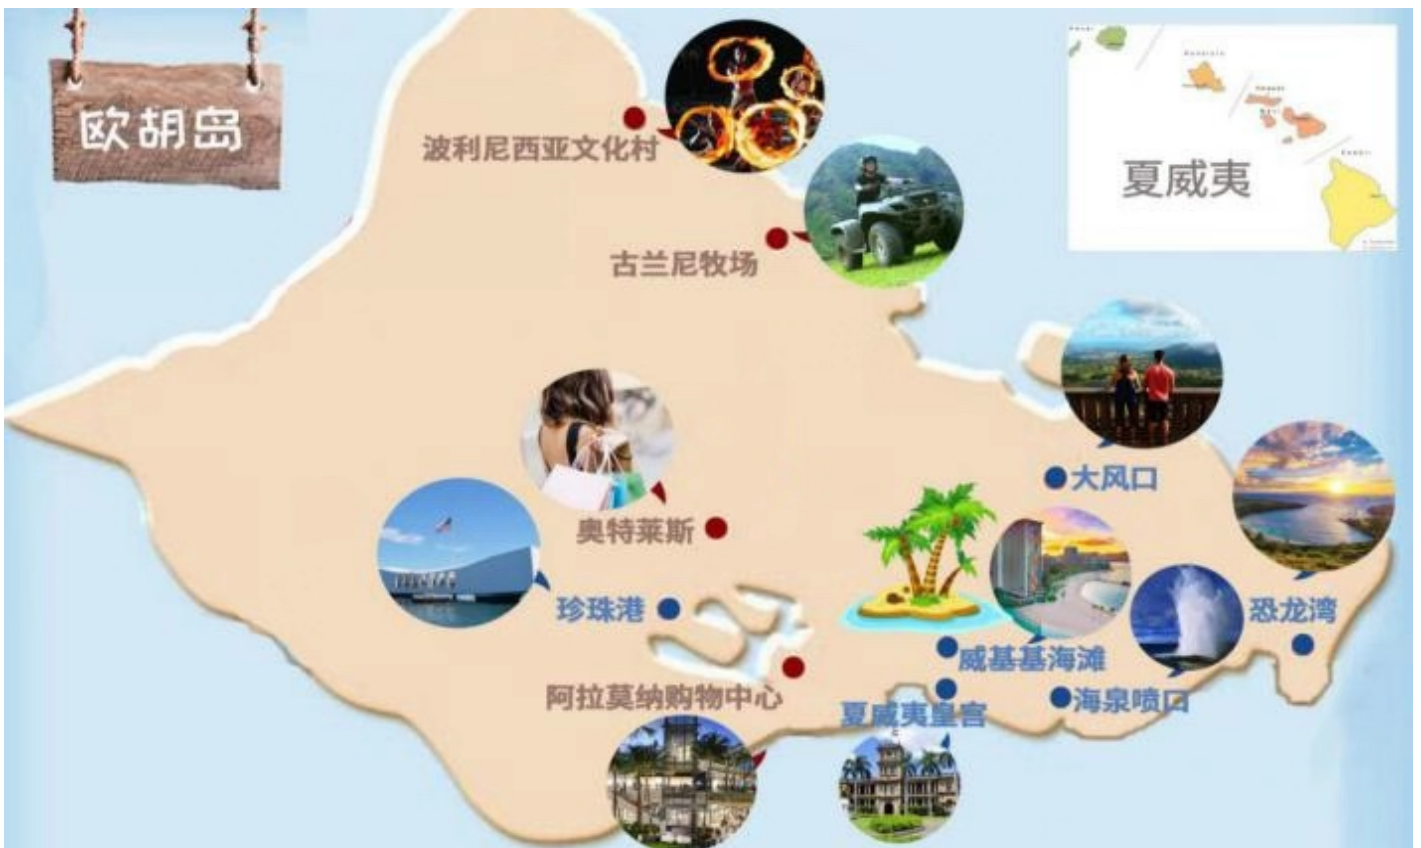 欧胡岛
波利尼西亚文化村
夏威夷
古兰尼牧场
大风口
奥特莱斯
珍珠港
恐龙湾
威基基海滩
阿拉莫纳购物中心
夏威夷皇宫
海泉喷口